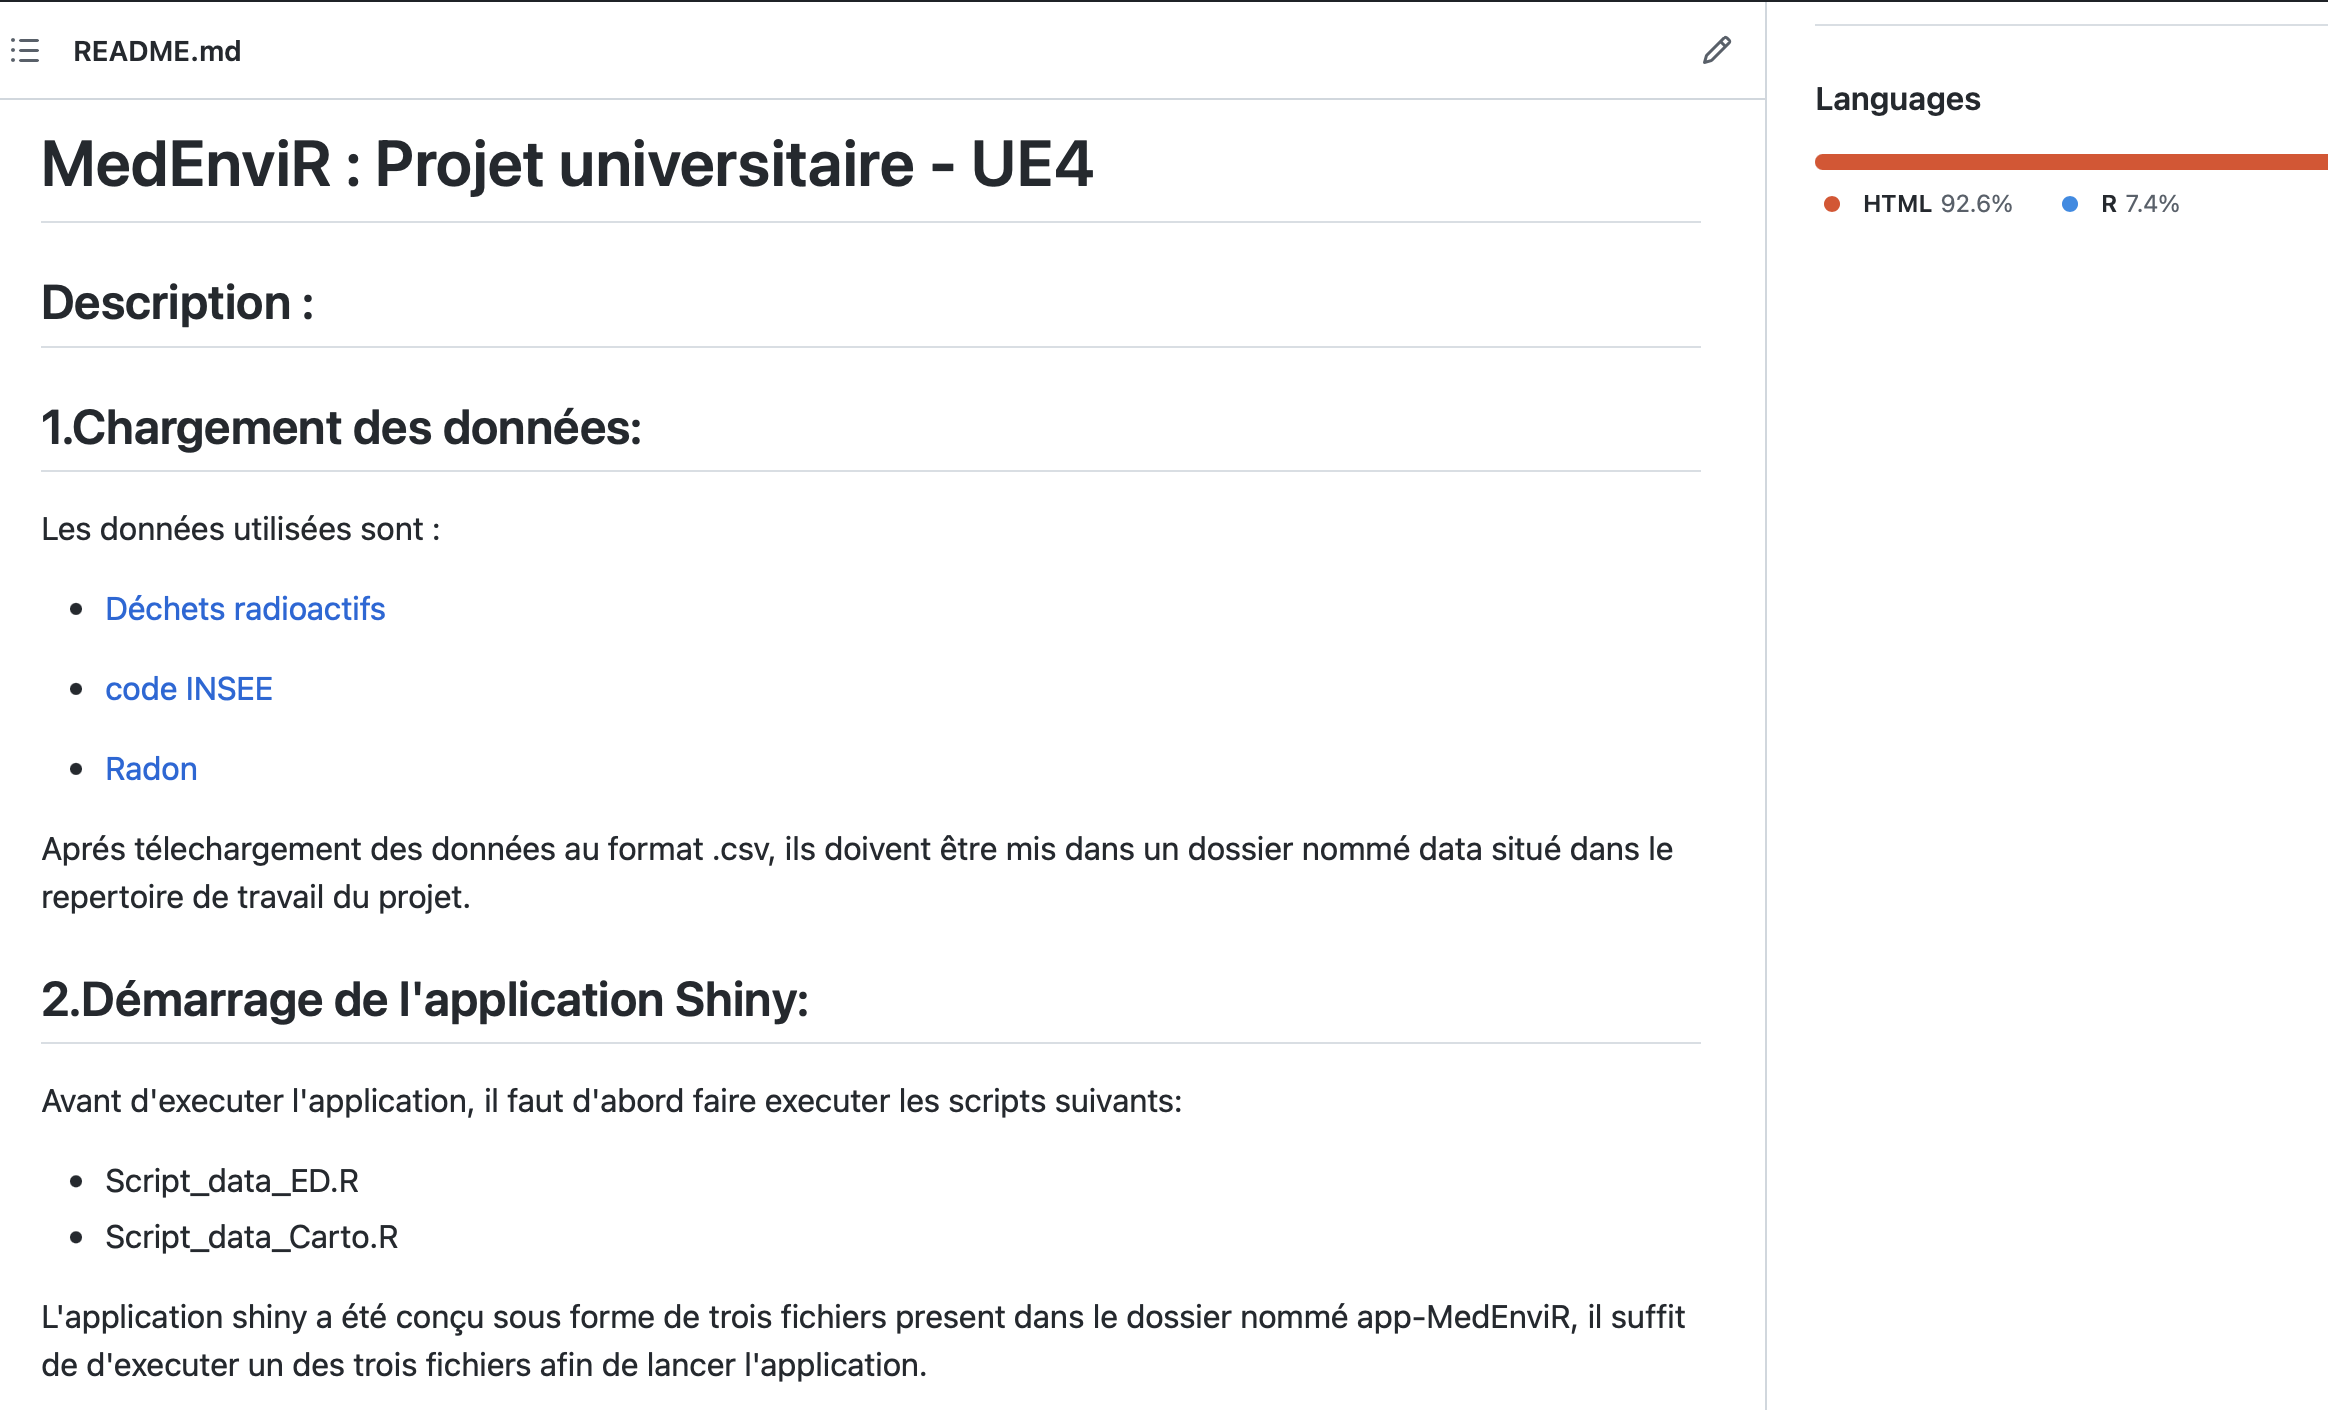 README.md
MedEnviR : Projet universitaire - UE4
Description :
1.Chargement des données:
Les données utilisées sont :
Déchets radioactifs
code INSEE
Radon
Aprés télechargement des données au format .csv, ils doivent être mis dans un dossier nommé data situé dans le
repertoire de travail du projet.
2.Démarrage de l'application Shiny:
Avant d'executer l'application, il faut d'abord faire executer les scripts suivants:
Script_data_ED.R
Script_data_Carto.R
L'application shiny a été conçu sous forme de trois fichiers present dans le dossier nommé app-MedEnviR, il suffit
de d'executer un des trois fichiers afin de lancer l'application.
Languages
HTML 92.6% R 7.4%